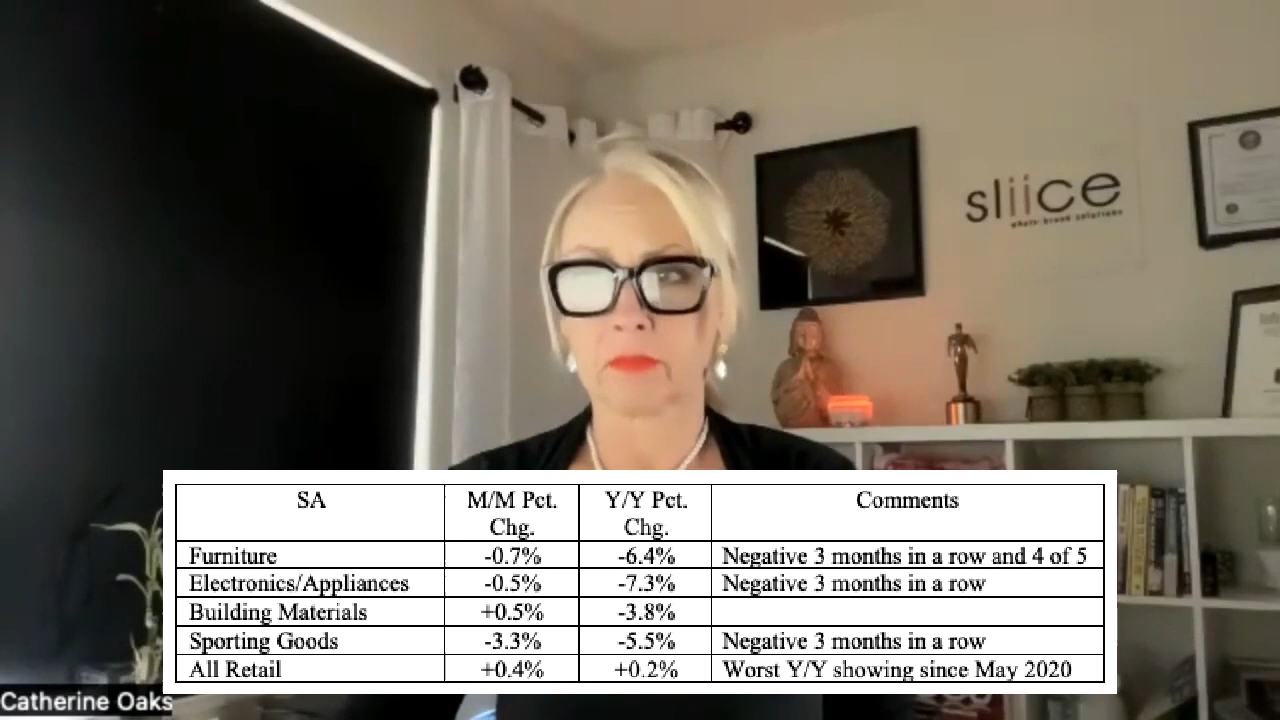 sliice
whole brand solutions
SA M/M Pct. Chg. Y/Y Pct. Chg. Comments
Furniture -0.7% -6.4% Negative 3 months in a row and 4 of 5
Electronics/Appliances -0.5% -7.3% Negative 3 months in a row
Building Materials +0.5% -3.8%
Sporting Goods -3.3% -5.5% Negative 3 months in a row
All Retail +0.4% +0.2% Worst Y/Y showing since May 2020
Catherine Oaks